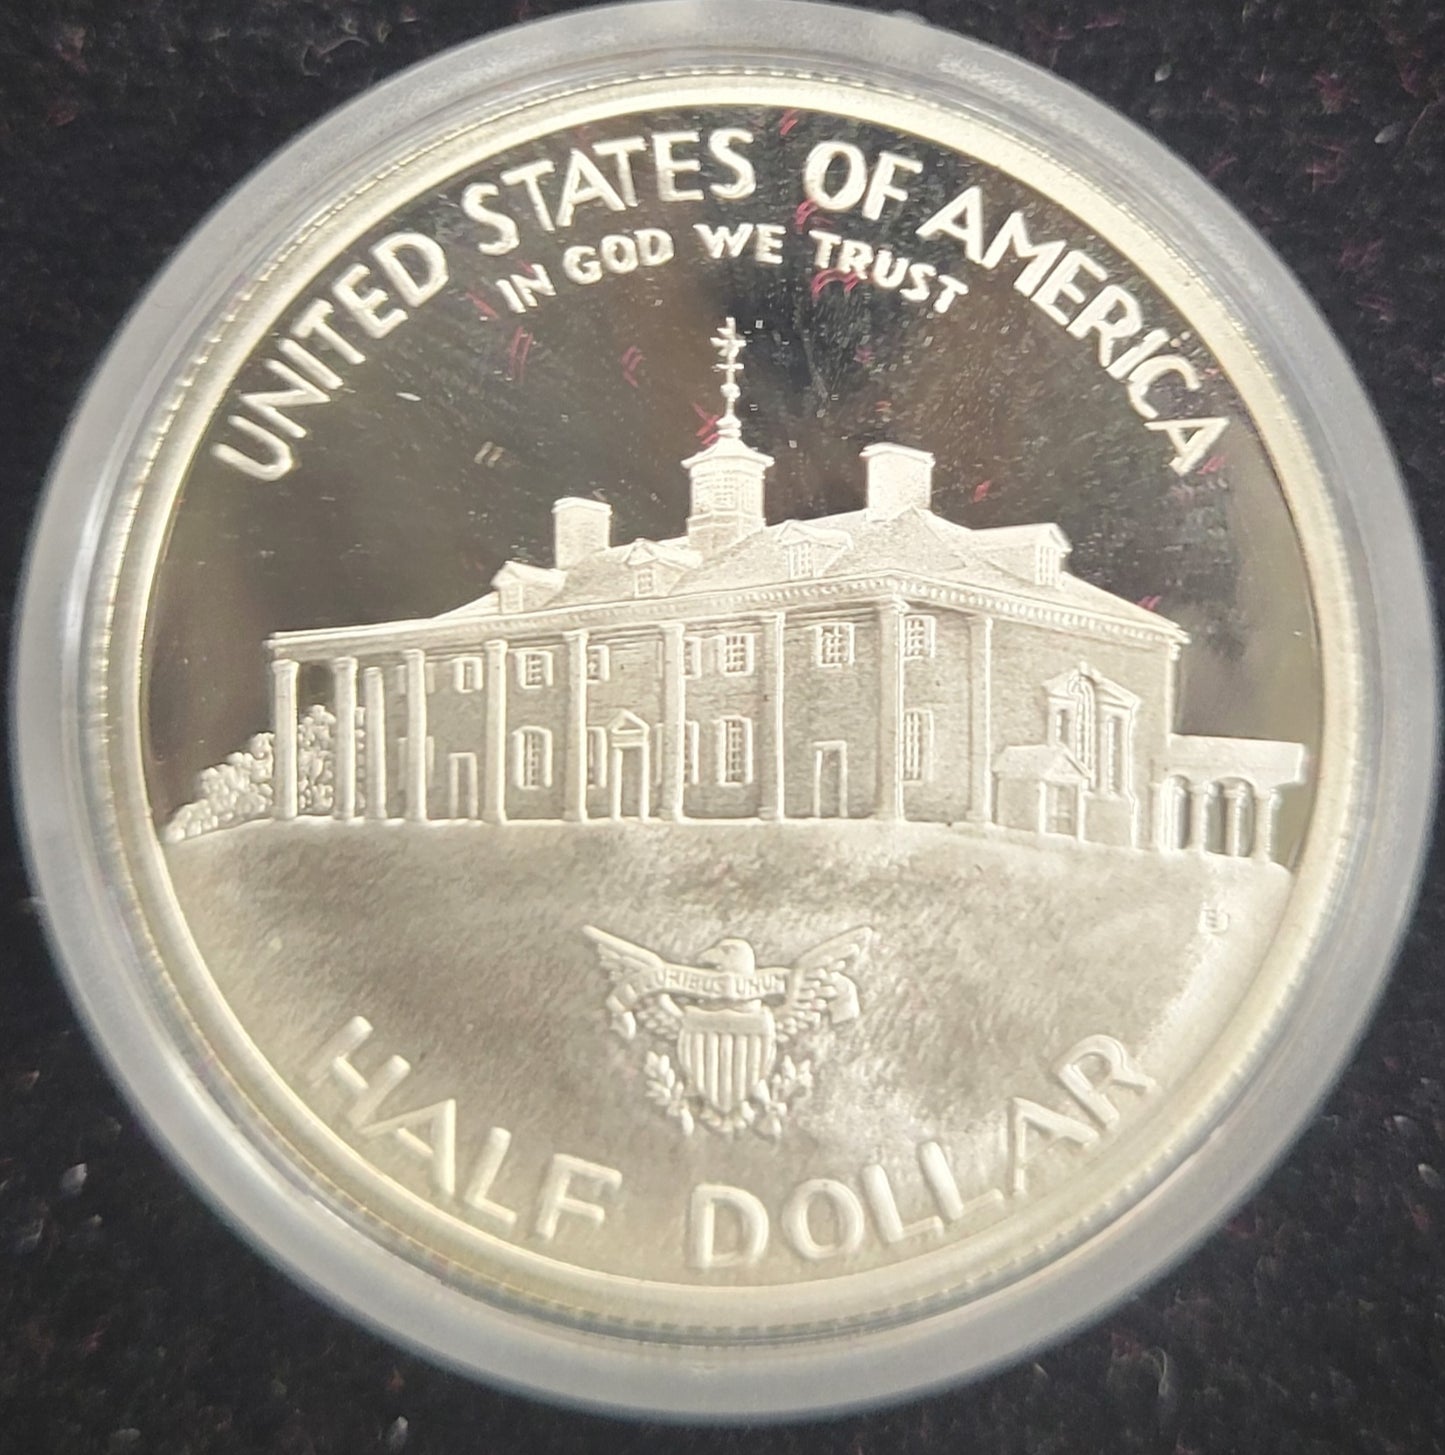 UNITED STATES OF AMERICA
IN GOD WE TRUST
PLURIBUS UNUM
HALF DOLLAR